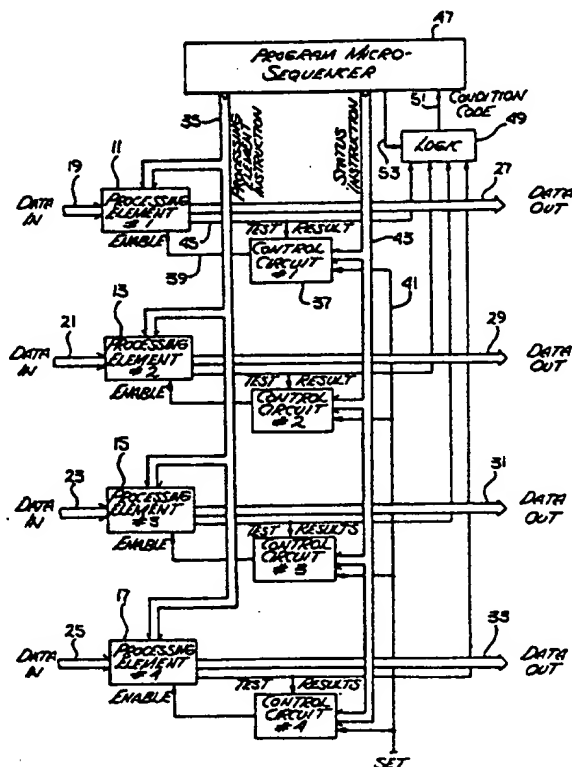 47
PROGRAM MICRO-
SEQUENCER
35
PROCESSING
ELEMENT
INSTRUCTION
STATUS
INSTRUCTION
51
CONDITION
CODE
49
LOGIC
53
11
19
DATA
IN
PROCESSING
ELEMENT
#1
ENABLE
45
39
TEST RESULT
CONTROL
CIRCUIT
#1
37
43
41
27
DATA
OUT
13
21
DATA
IN
PROCESSING
ELEMENT
#2
ENABLE
TEST RESULT
CONTROL
CIRCUIT
#2
29
DATA
OUT
15
23
DATA
IN
PROCESSING
ELEMENT
#3
ENABLE
TEST RESULTS
CONTROL
CIRCUIT
#3
31
DATA
OUT
17
25
DATA
IN
PROCESSING
ELEMENT
#4
ENABLE
TEST RESULTS
CONTROL
CIRCUIT
#4
33
DATA
OUT
SET